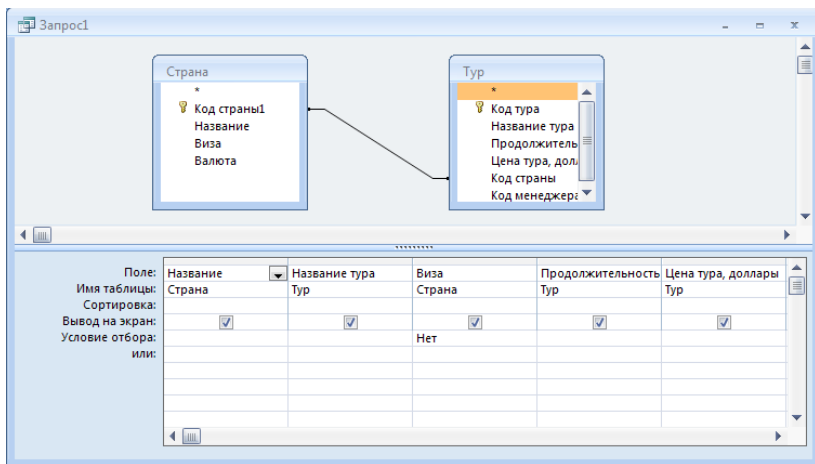 Запрос1
Страна
*
Код страны1
Название
Виза
Валюта
Тур
*
Код тура
Название тура
Продолжитель
Цена тура, дол
Код страны
Код менеджера
Поле: Название Название тура Виза Продолжительность Цена тура, доллары
Имя таблицы: Страна Тур Страна Тур Тур
Сортировка:
Вывод на экран:
Условие отбора: Нет
или: